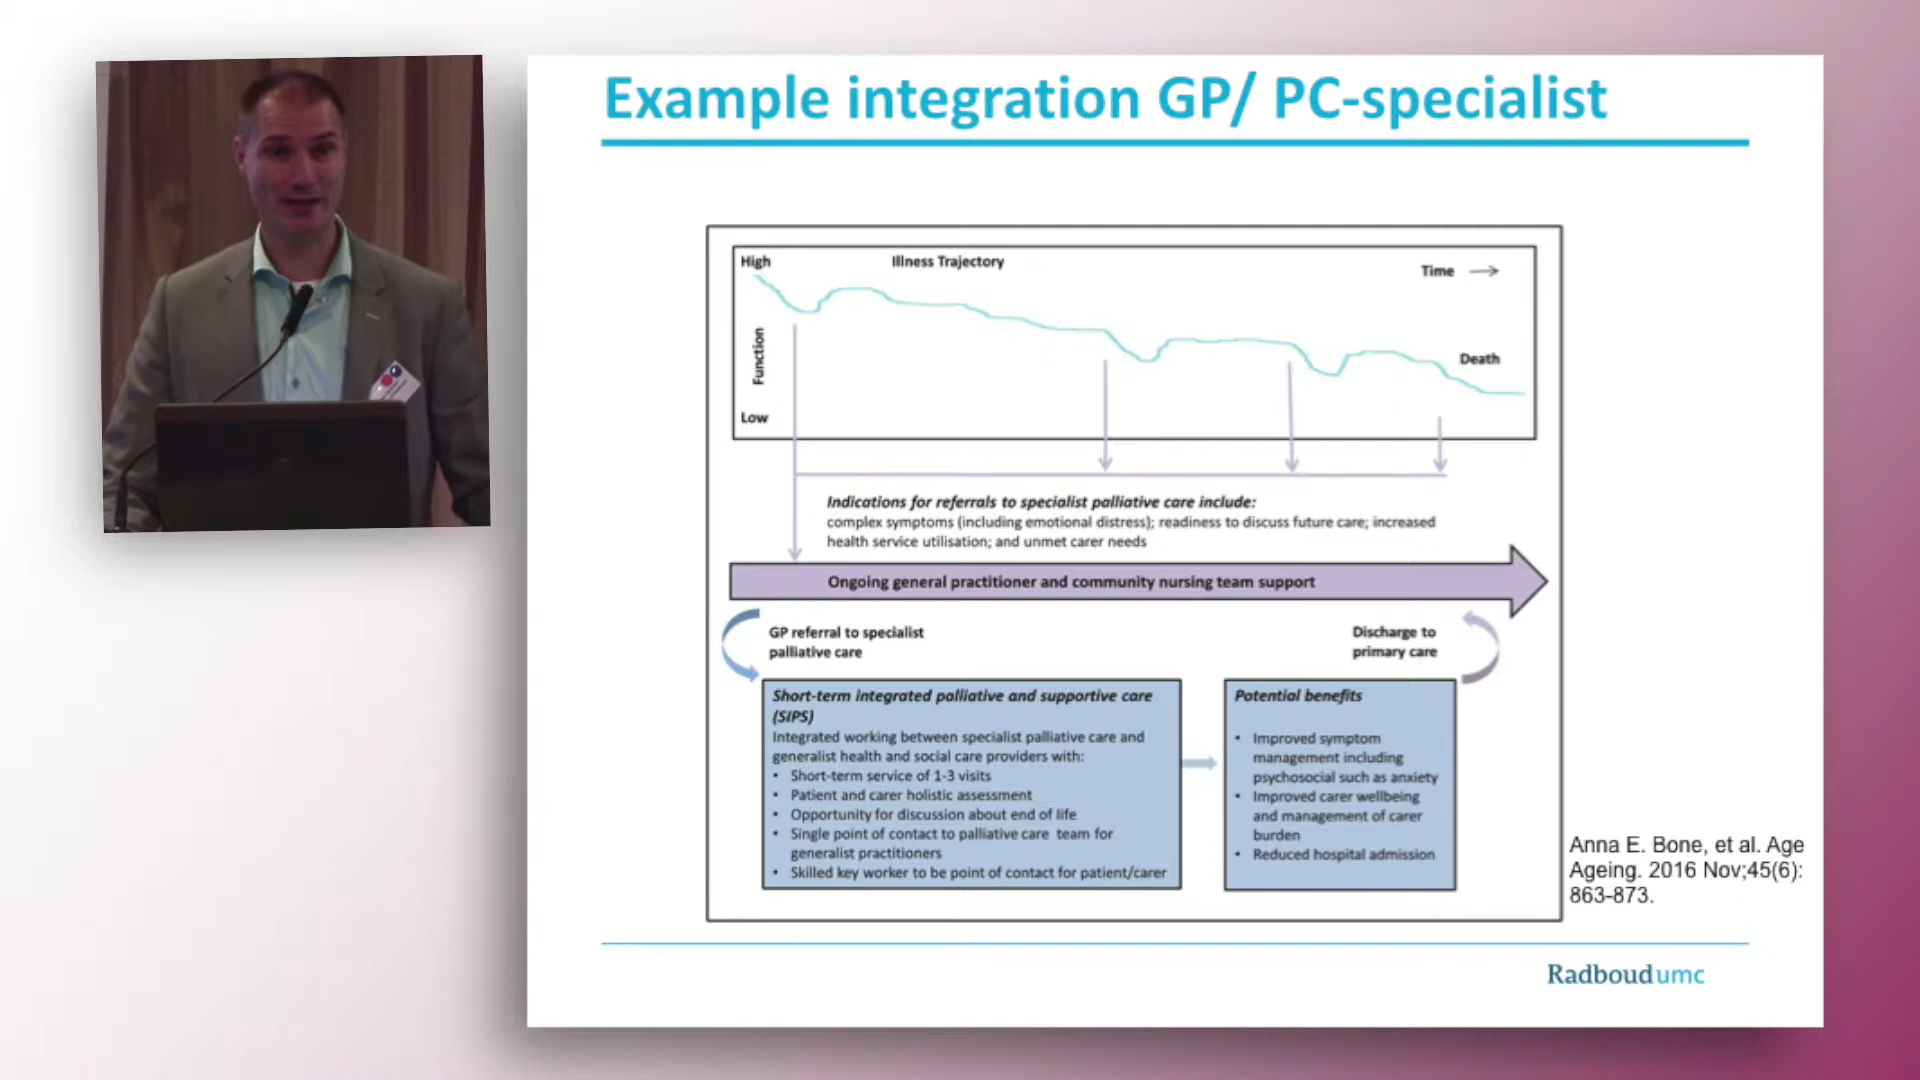 Example integration GP/ PC-specialist
High
Illness Trajectory
Time
Function
Death
Low
Indications for referrals to specialist palliative care include:
complex symptoms (including emotional distress); readiness to discuss future care; increased
health service utilisation; and unmet carer needs
Ongoing general practitioner and community nursing team support
GP referral to specialist
palliative care
Discharge to
primary care
Short-term integrated palliative and supportive care
(SIPS)
Integrated working between specialist palliative care and
generalist health and social care providers with:
• Short-term service of 1-3 visits
• Patient and carer holistic assessment
• Opportunity for discussion about end of life
• Single point of contact to palliative care team for
generalist practitioners
• Skilled key worker to be point of contact for patient/carer
Potential benefits
• Improved symptom
management including
psychosocial such as anxiety
• Improved carer wellbeing
and management of carer
burden
• Reduced hospital admission
Anna E. Bone, et al. Age
Ageing. 2016 Nov;45(6):
863-873.
Radboudumc